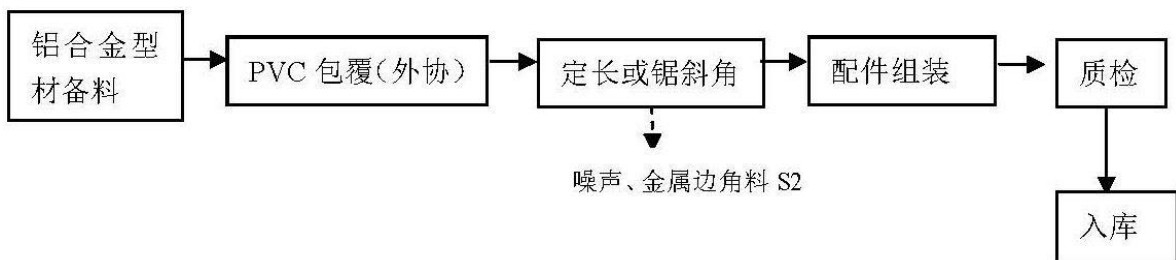 铝合金型
材备料
PVC 包覆（外协）
定长或锯斜角
配件组装
质检
噪声、金属边角料 S2
入库